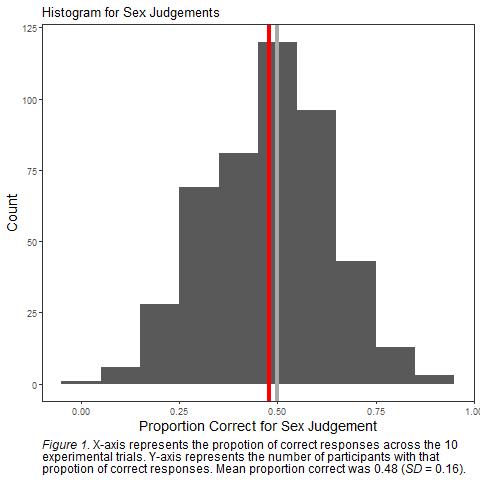 Histogram for Sex Judgements
125
100
75
50
25
0
Count
0.00 0.25 0.50 0.75 1.00
Proportion Correct for Sex Judgement
Figure 1. X-axis represents the propotion of correct responses across the 10
experimental trials. Y-axis represents the number of participants with that
propotion of correct responses. Mean proportion correct was 0.48 (SD = 0.16).